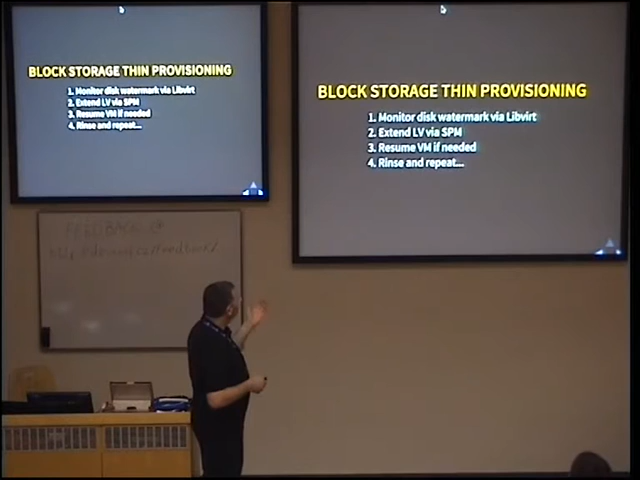 BLOCK STORAGE THIN PROVISIONING
1. Monitor disk watermark via Libvirt
2. Extend LV via SPM
3. Resume VM if needed
4. Rinse and repeat...
BLOCK STORAGE THIN PROVISIONING
1. Monitor disk watermark via Libvirt
2. Extend LV via SPM
3. Resume VM if needed
4. Rinse and repeat...
FEEDBACK @